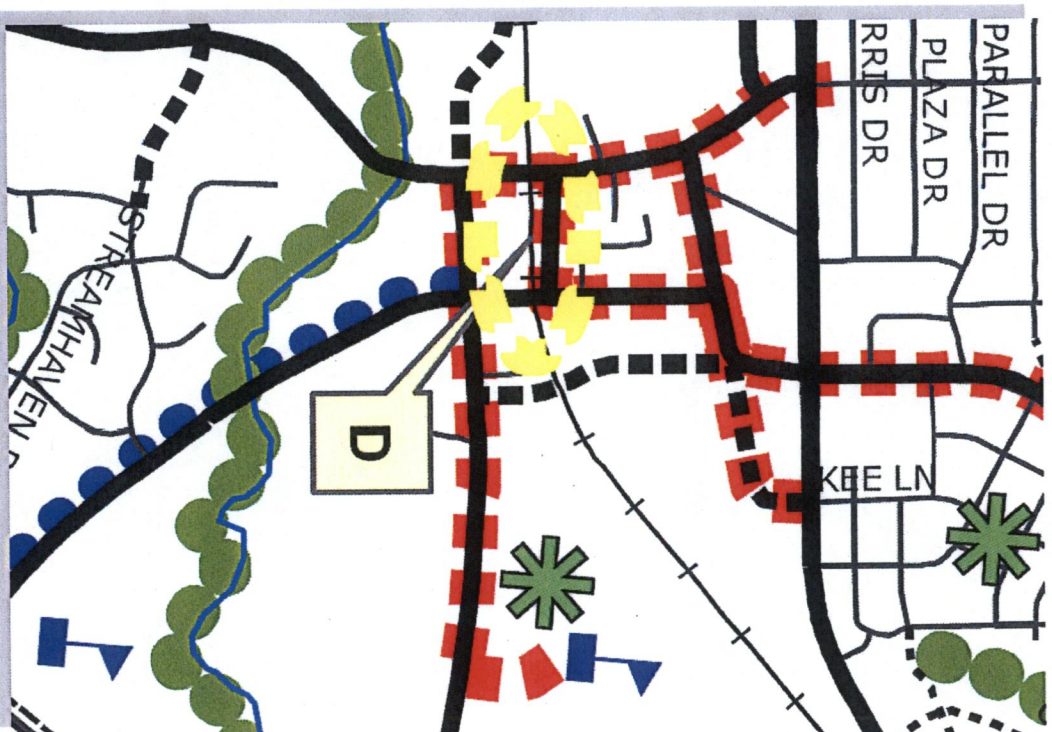 RRIS DR
PLAZA DR
PARALLEL DR
STREAMHAVEN D
D
KEE LN